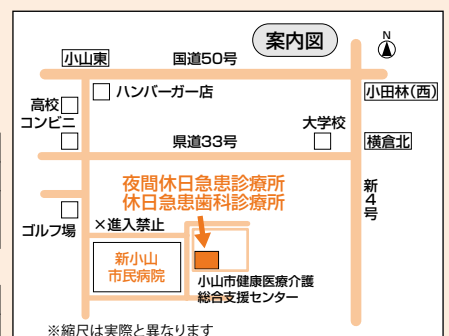 案内図
N
小山東
国道50号
ハンバーガー店
小田林(西)
高校
コンビニ
大学校
県道33号
横倉北
夜間休日急患診療所
休日急患歯科診療所
新4号
ゴルフ場
×進入禁止
新小山
市民病院
小山市健康医療介護
総合支援センター
※縮尺は実際と異なります